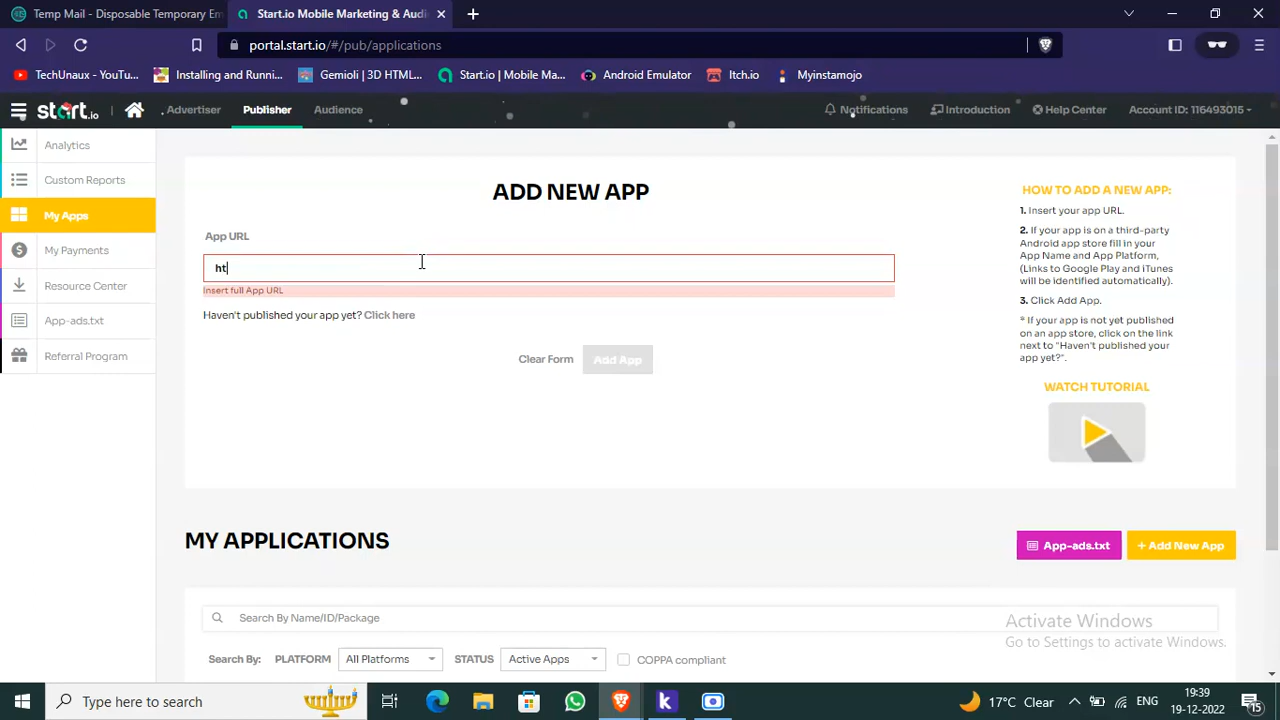 Temp Mail - Disposable Temporary Em
Start.io Mobile Marketing & Audi
portal.start.io/#/pub/applications
TechUnaux - YouTu...
Installing and Runni...
Gemioli | 3D HTML...
Start.io | Mobile Ma...
Android Emulator
Itch.io
Myinstamojo
start.io
Advertiser
Publisher
Audience
Notifications
Introduction
Help Center
Account ID: 116493015
Analytics
Custom Reports
My Apps
My Payments
Resource Center
App-ads.txt
Referral Program
ADD NEW APP
App URL
ht
Insert full App URL
Haven't published your app yet? Click here
Clear Form
Add App
HOW TO ADD A NEW APP:
1. Insert your app URL.
2. If your app is on a third-party
Android app store fill in your
App Name and App Platform,
(Links to Google Play and iTunes
will be identified automatically).
3. Click Add App.
* If your app is not yet published
on an app store, click on the link
next to "Haven't published your
app yet?".
WATCH TUTORIAL
MY APPLICATIONS
App-ads.txt
+ Add New App
Search By Name/ID/Package
Search By:
PLATFORM
All Platforms
STATUS
Active Apps
COPPA compliant
Activate Windows
Go to Settings to activate Windows.
Type here to search
17°C Clear
ENG
19:39
19-12-2022
15